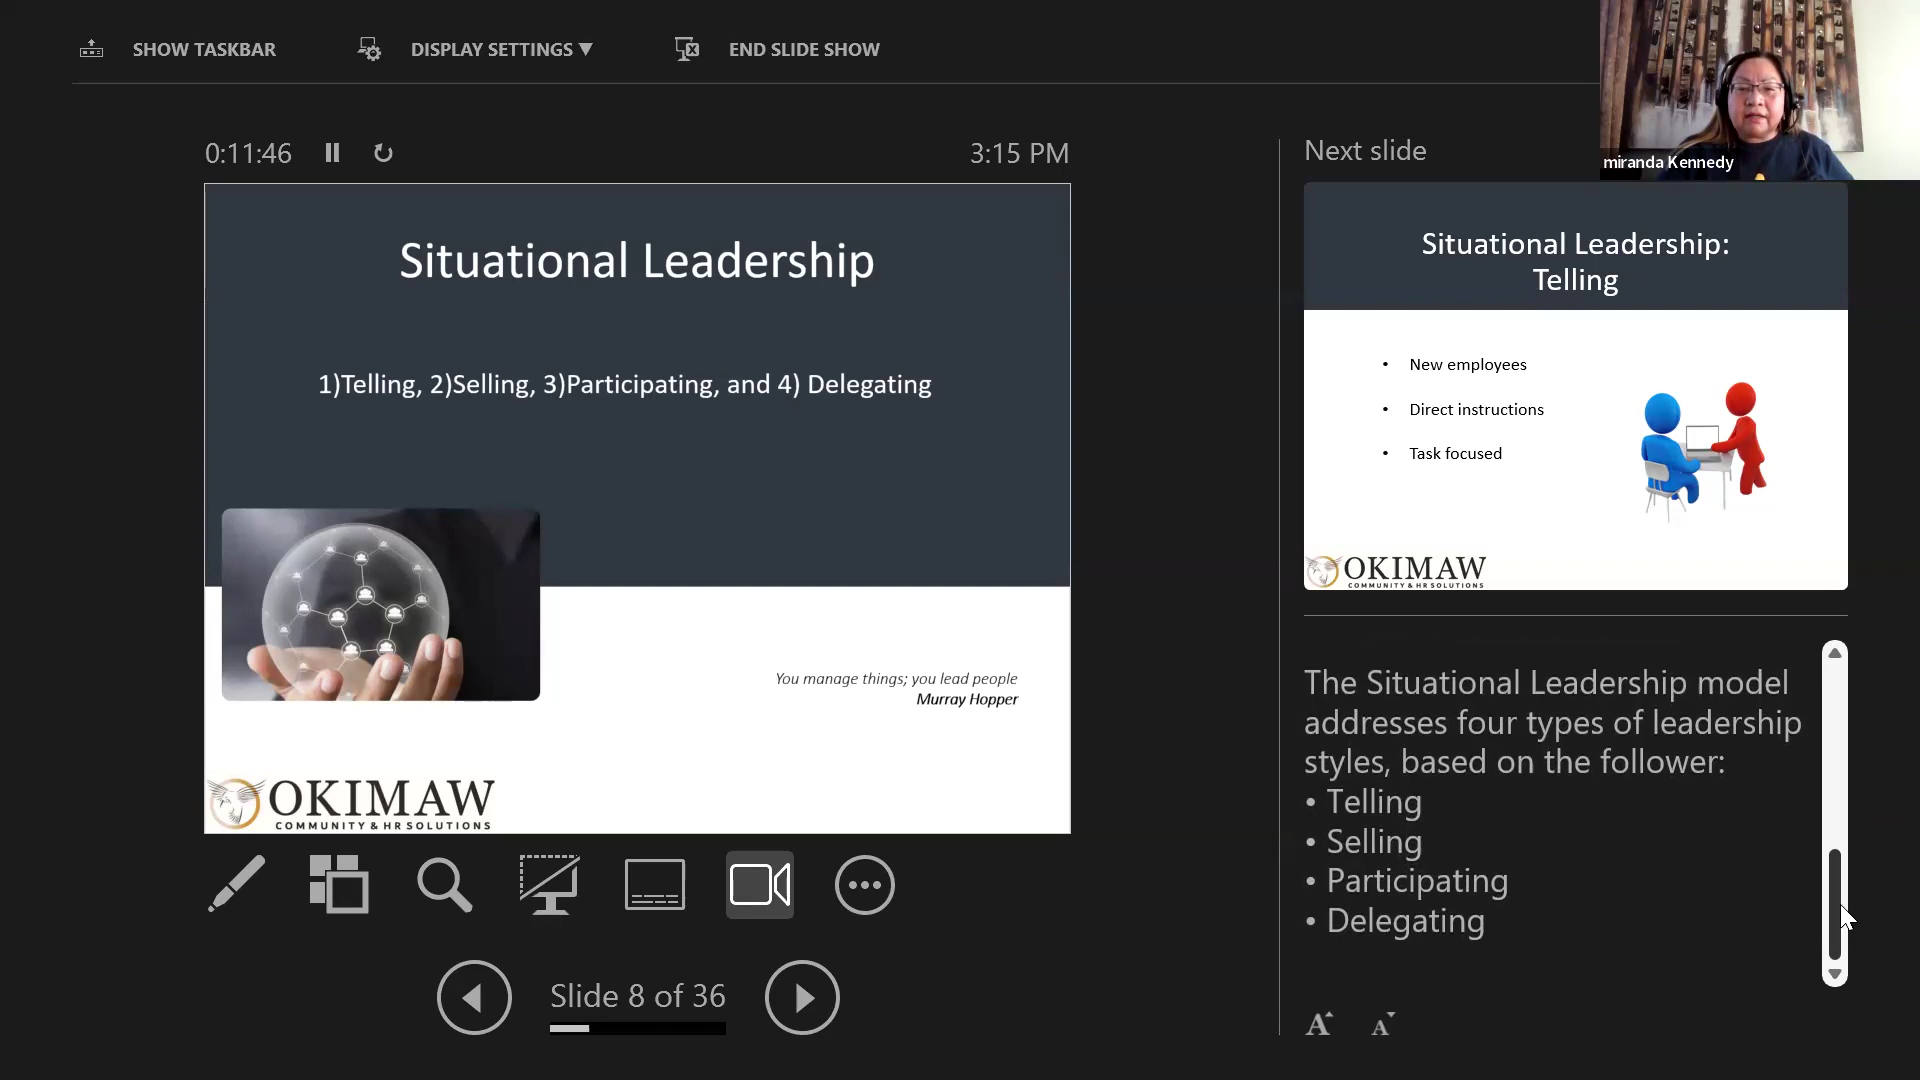 SHOW TASKBAR
DISPLAY SETTINGS ▼
END SLIDE SHOW
miranda Kennedy
0:11:46
3:15 PM
Situational Leadership
1)Telling, 2)Selling, 3)Participating, and 4) Delegating
You manage things; you lead people
Murray Hopper
OKIMAW
COMMUNITY & HR SOLUTIONS
Slide 8 of 36
Next slide
Situational Leadership:
Telling
• New employees
• Direct instructions
• Task focused
OKIMAW
COMMUNITY & HR SOLUTIONS
The Situational Leadership model
addresses four types of leadership
styles, based on the follower:
• Telling
• Selling
• Participating
• Delegating
A A